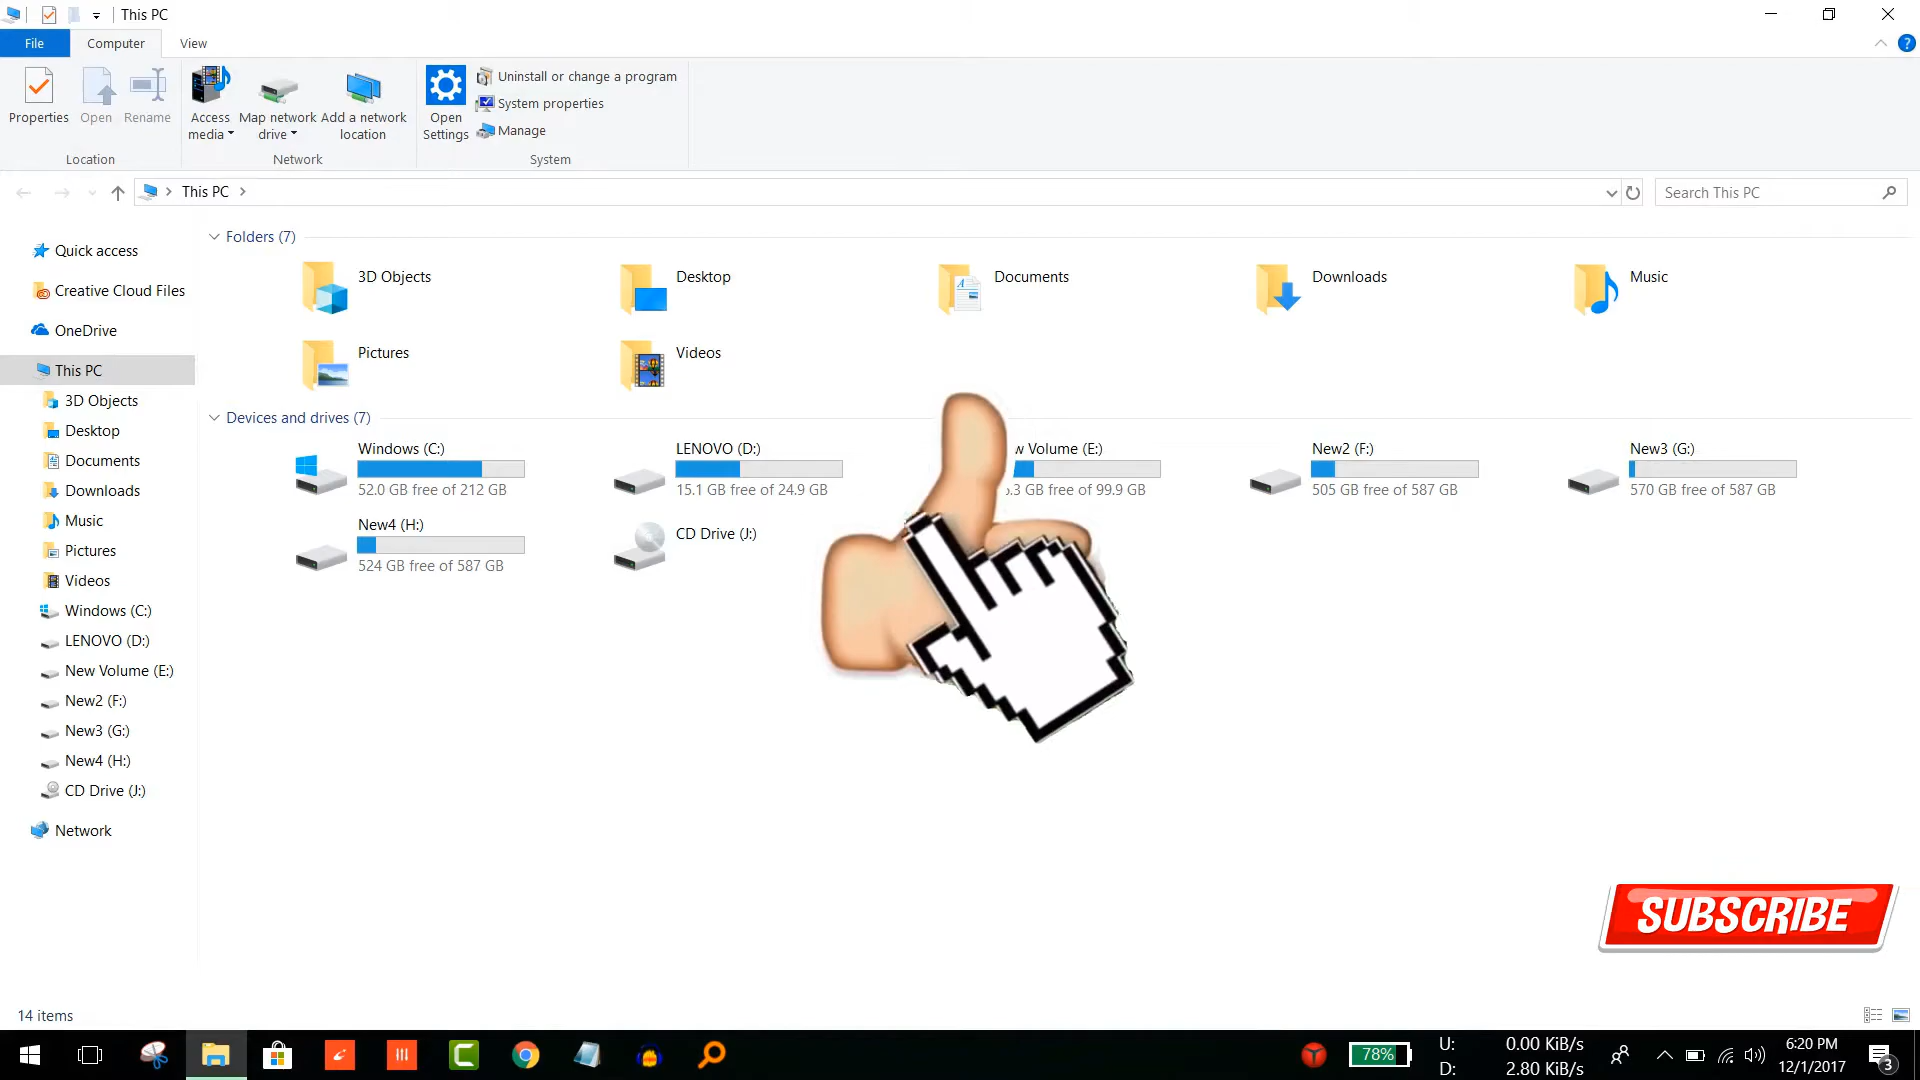 This PC
File
Computer
View
Properties
Open
Rename
Access media
Map network drive
Add a network location
Open Settings
Uninstall or change a program
System properties
Manage
Location
Network
System
This PC
Search This PC
Quick access
Creative Cloud Files
OneDrive
This PC
3D Objects
Desktop
Documents
Downloads
Music
Pictures
Videos
Windows (C:)
LENOVO (D:)
New Volume (E:)
New2 (F:)
New3 (G:)
New4 (H:)
CD Drive (J:)
Network
Folders (7)
3D Objects
Desktop
Documents
Downloads
Music
Pictures
Videos
Devices and drives (7)
Windows (C:)
52.0 GB free of 212 GB
LENOVO (D:)
15.1 GB free of 24.9 GB
w Volume (E:)
.3 GB free of 99.9 GB
New2 (F:)
505 GB free of 587 GB
New3 (G:)
570 GB free of 587 GB
New4 (H:)
524 GB free of 587 GB
CD Drive (J:)
SUBSCRIBE
14 items
78%
U: 0.00 KiB/s
D: 2.80 KiB/s
6:20 PM
12/1/2017
3